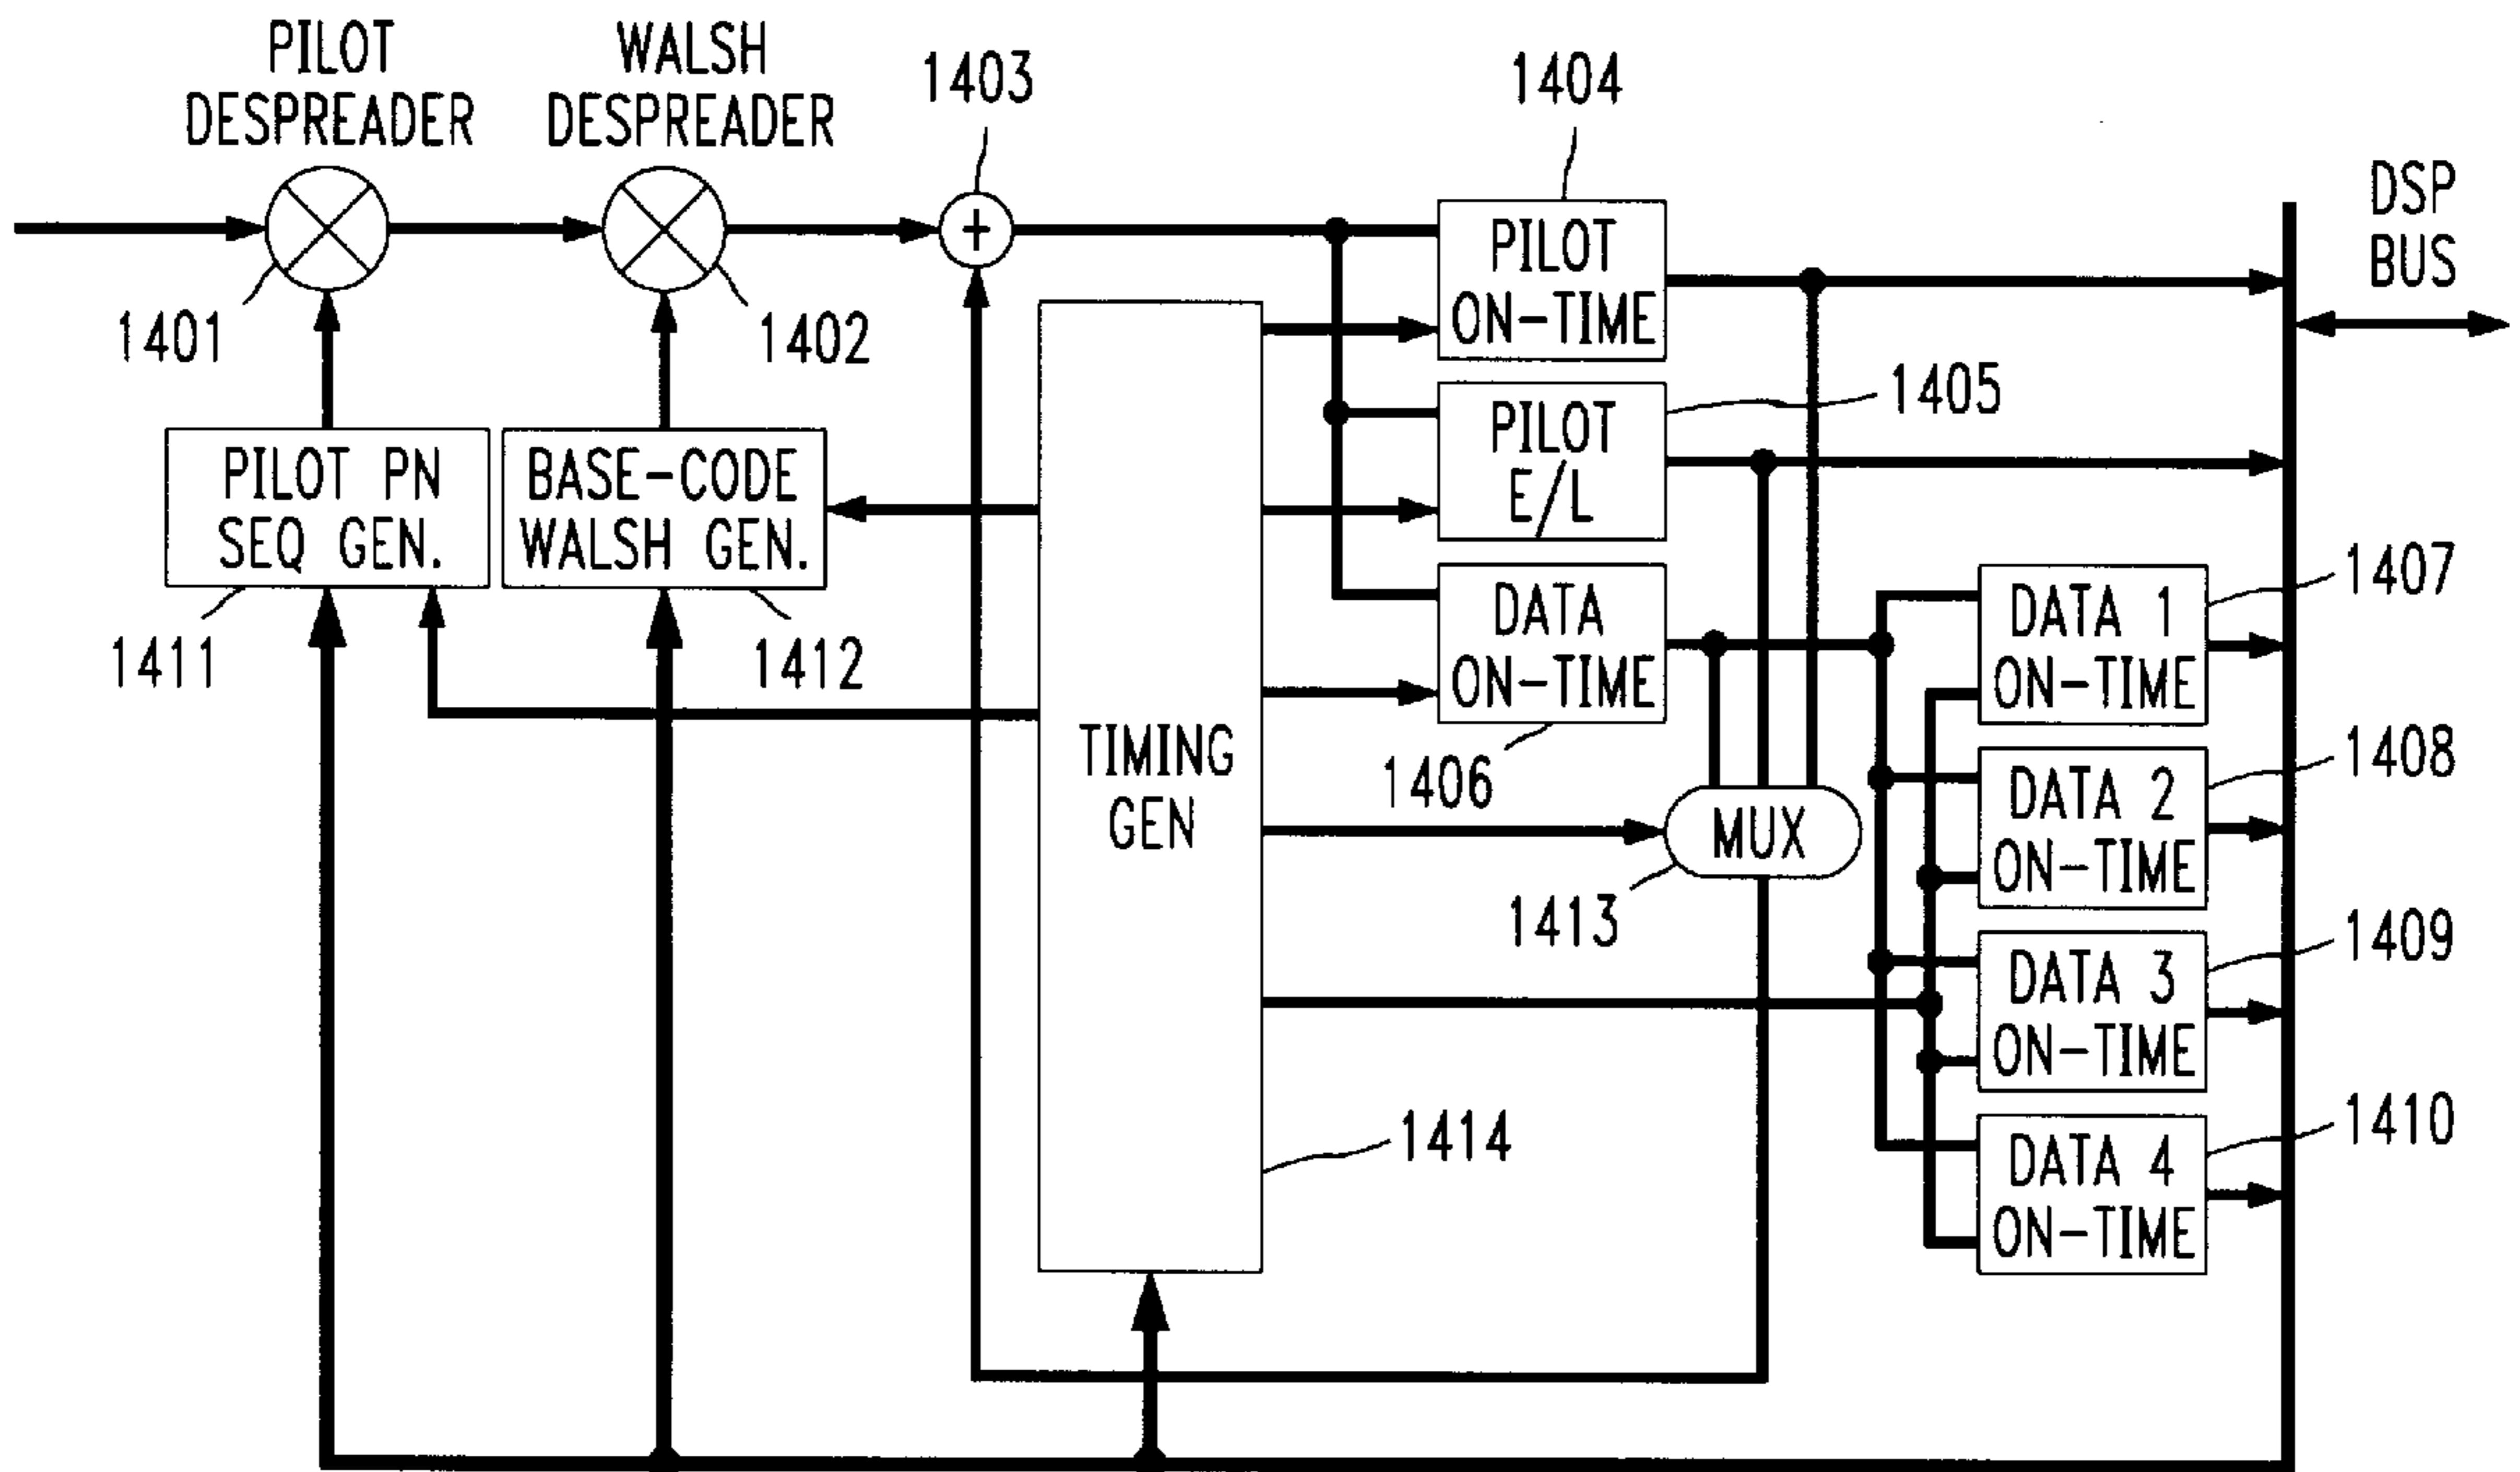 PILOT
DESPREADER
WALSH
DESPREADER
1403
1404
DSP
BUS
1401
1402
PILOT
ON-TIME
1405
PILOT
E/L
PILOT PN
SEQ GEN.
BASE-CODE
WALSH GEN.
1411
1412
DATA
ON-TIME
1406
1407
DATA 1
ON-TIME
TIMING
GEN
MUX
1413
1408
DATA 2
ON-TIME
1409
DATA 3
ON-TIME
1414
1410
DATA 4
ON-TIME